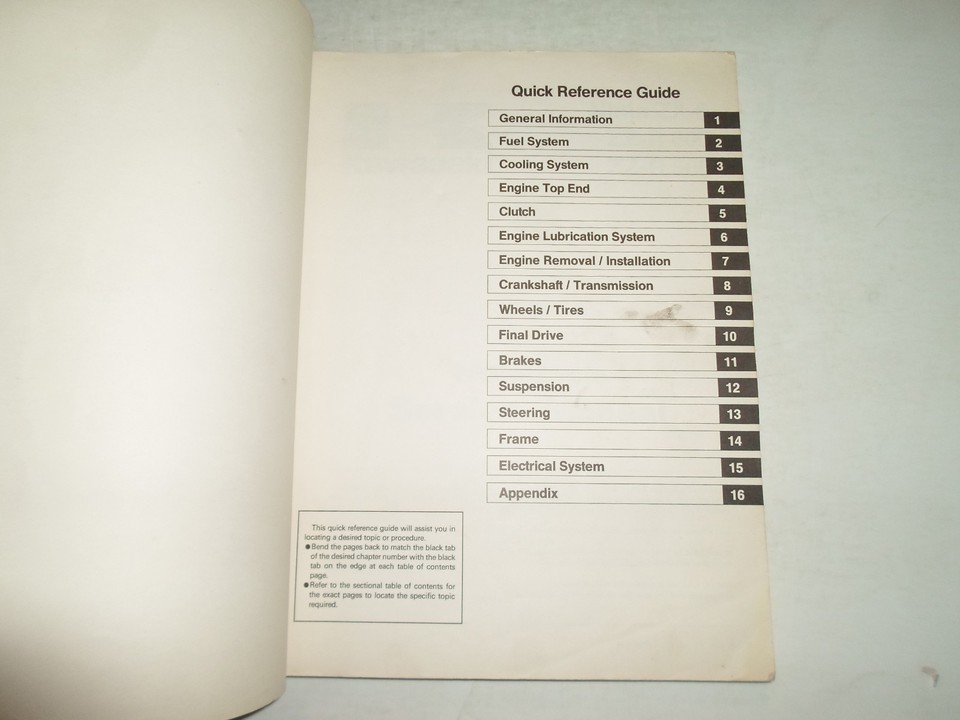 Quick Reference Guide
General Information 1
Fuel System 2
Cooling System 3
Engine Top End 4
Clutch 5
Engine Lubrication System 6
Engine Removal / Installation 7
Crankshaft / Transmission 8
Wheels / Tires 9
Final Drive 10
Brakes 11
Suspension 12
Steering 13
Frame 14
Electrical System 15
Appendix 16
This quick reference guide will assist you in
locating a desired topic or procedure.
●Bend the pages back to match the black tab
of the desired chapter number with the black
tab on the edge at each table of contents
page.
●Refer to the sectional table of contents for
the exact pages to locate the specific topic
required.